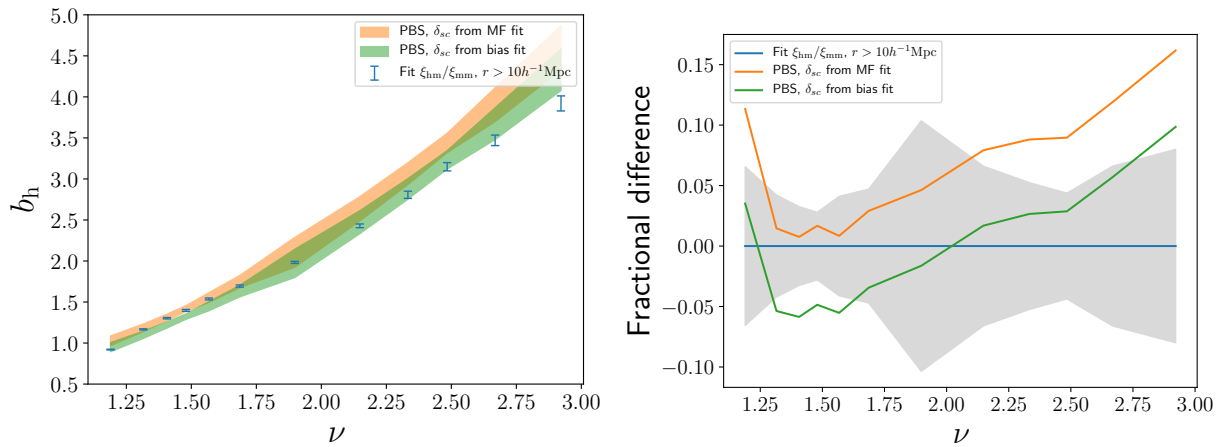 5.0
4.5
4.0
3.5
3.0
2.5
2.0
1.5
1.0
0.5
b_h
PBS, δ_sc from MF fit
PBS, δ_sc from bias fit
Fit ξ_hm/ξ_mm, r > 10h⁻¹Mpc
1.25 1.50 1.75 2.00 2.25 2.50 2.75 3.00
ν
Fractional difference
0.15
0.10
0.05
0.00
−0.05
−0.10
Fit ξ_hm/ξ_mm, r > 10h⁻¹Mpc
PBS, δ_sc from MF fit
PBS, δ_sc from bias fit
1.25 1.50 1.75 2.00 2.25 2.50 2.75 3.00
ν